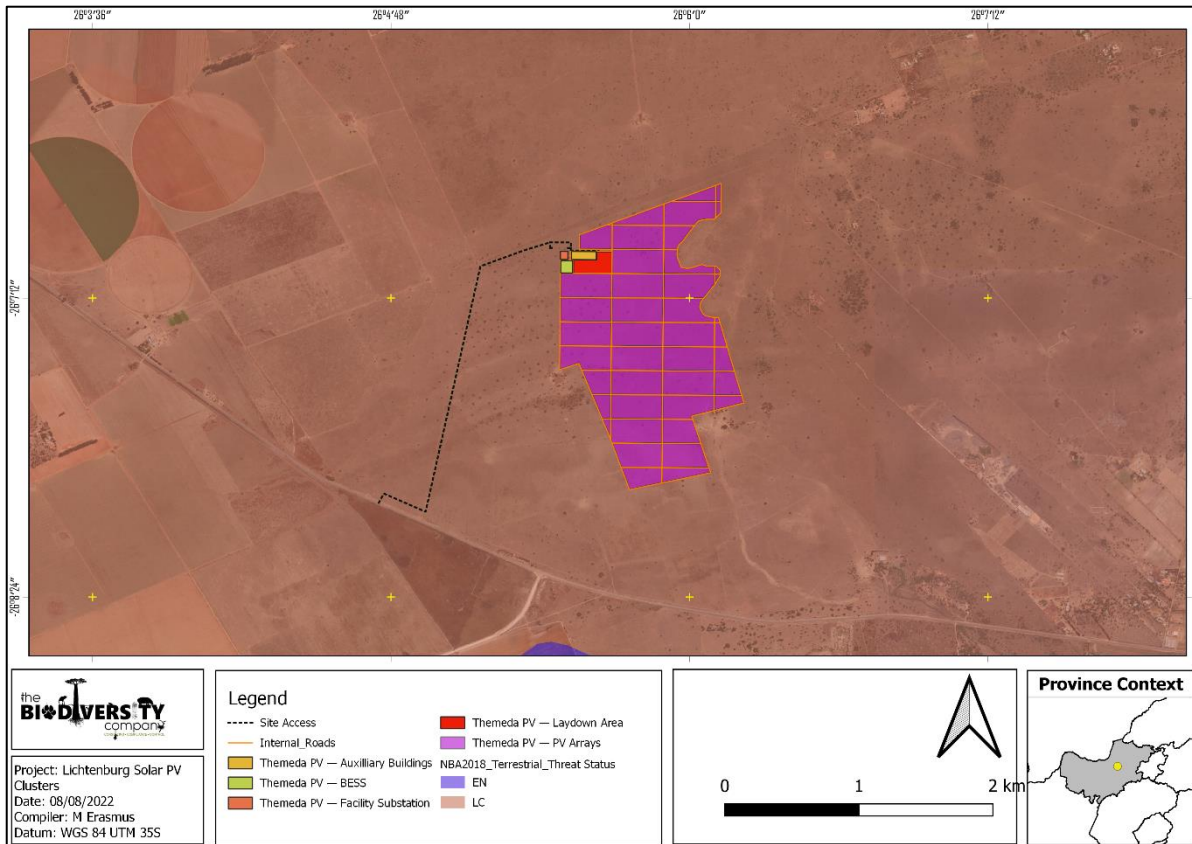 26°3'36"
26°4'48"
26°6'0"
26°7'12"
-26°7'12"
-26°8'24"
the
BIODIVERSITY
company
Project: Lichtenburg Solar PV
Clusters
Date: 08/08/2022
Compiler: M Erasmus
Datum: WGS 84 UTM 35S
Legend
Site Access
Internal_Roads
Themeda PV — Auxilliary Buildings
Themeda PV — BESS
Themeda PV — Facility Substation
Themeda PV — Laydown Area
Themeda PV — PV Arrays
NBA2018_Terrestrial_Threat Status
EN
LC
0
1
2 km
Province Context